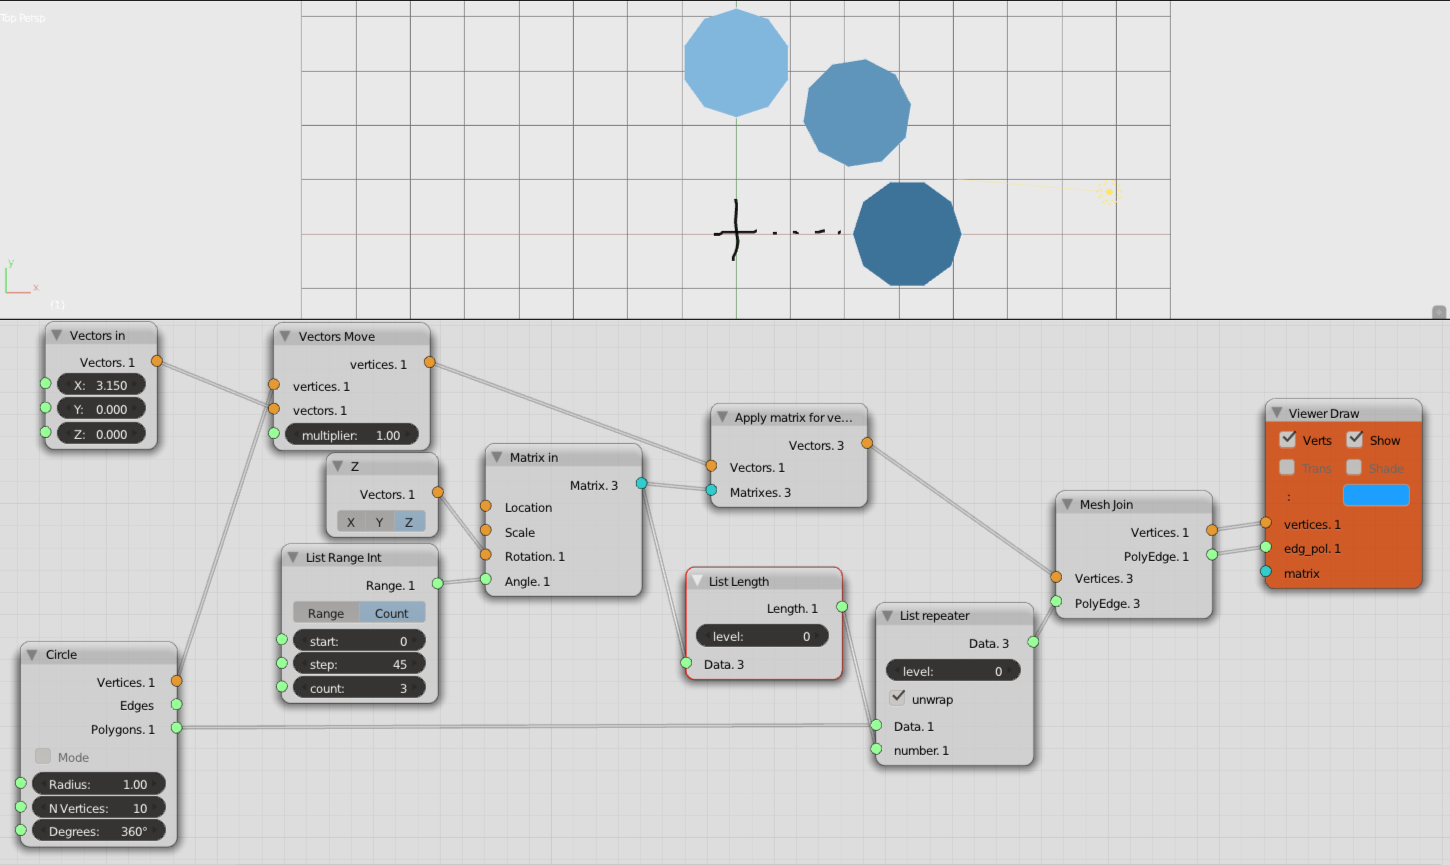 Top Persp
y
x
(1)
Vectors in
Vectors. 1
X: 3.150
Y: 0.000
Z: 0.000
Vectors Move
vertices. 1
vertices. 1
vectors. 1
multiplier: 1.00
Z
Vectors. 1
X Y Z
List Range Int
Range. 1
Range Count
start: 0
step: 45
count: 3
Matrix in
Matrix. 3
Location
Scale
Rotation. 1
Angle. 1
Circle
Vertices. 1
Edges
Polygons. 1
Mode
Radius: 1.00
N Vertices: 10
Degrees: 360°
Apply matrix for ve...
Vectors. 3
Vectors. 1
Matrixes. 3
List Length
Length. 1
level: 0
Data. 3
List repeater
Data. 3
level: 0
unwrap
Data. 1
number. 1
Mesh Join
Vertices. 1
PolyEdge. 1
Vertices. 3
PolyEdge. 3
Viewer Draw
Verts Show
Trans Shade
:
vertices. 1
edg_pol. 1
matrix